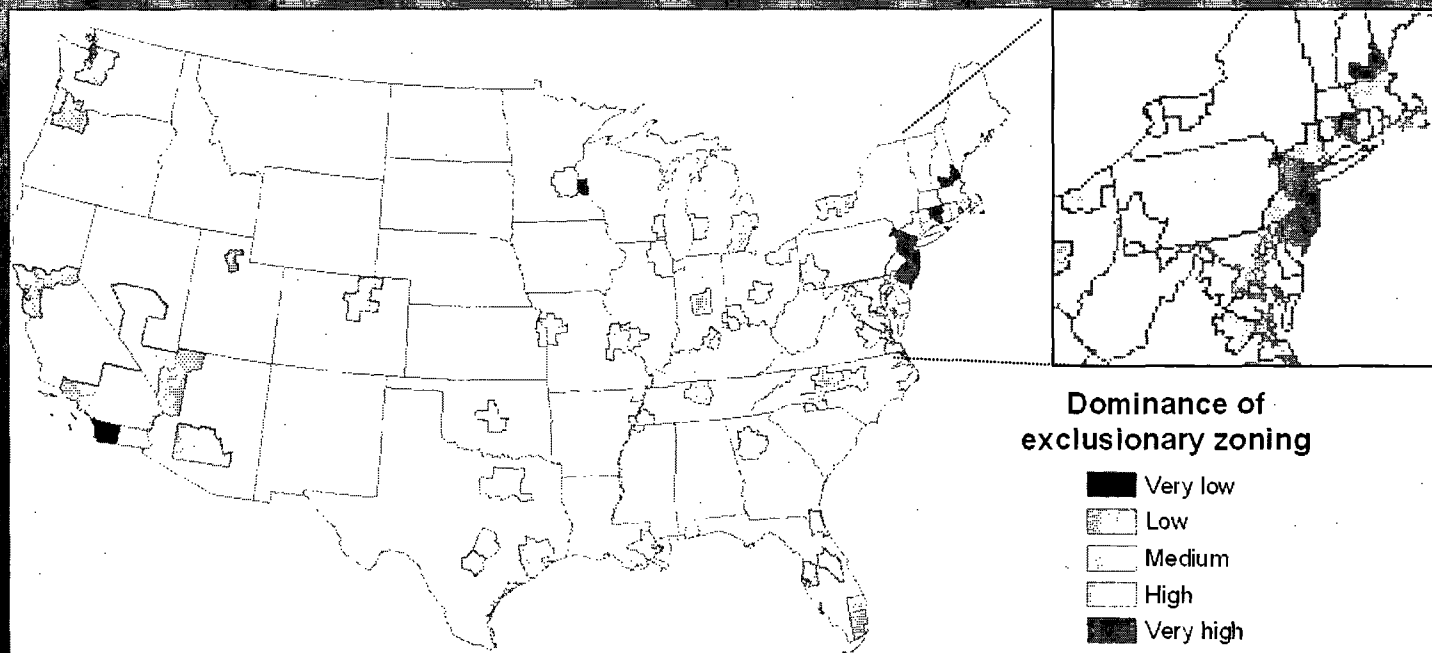 Dominance of
exclusionary zoning
Very low
Low
Medium
High
Very high